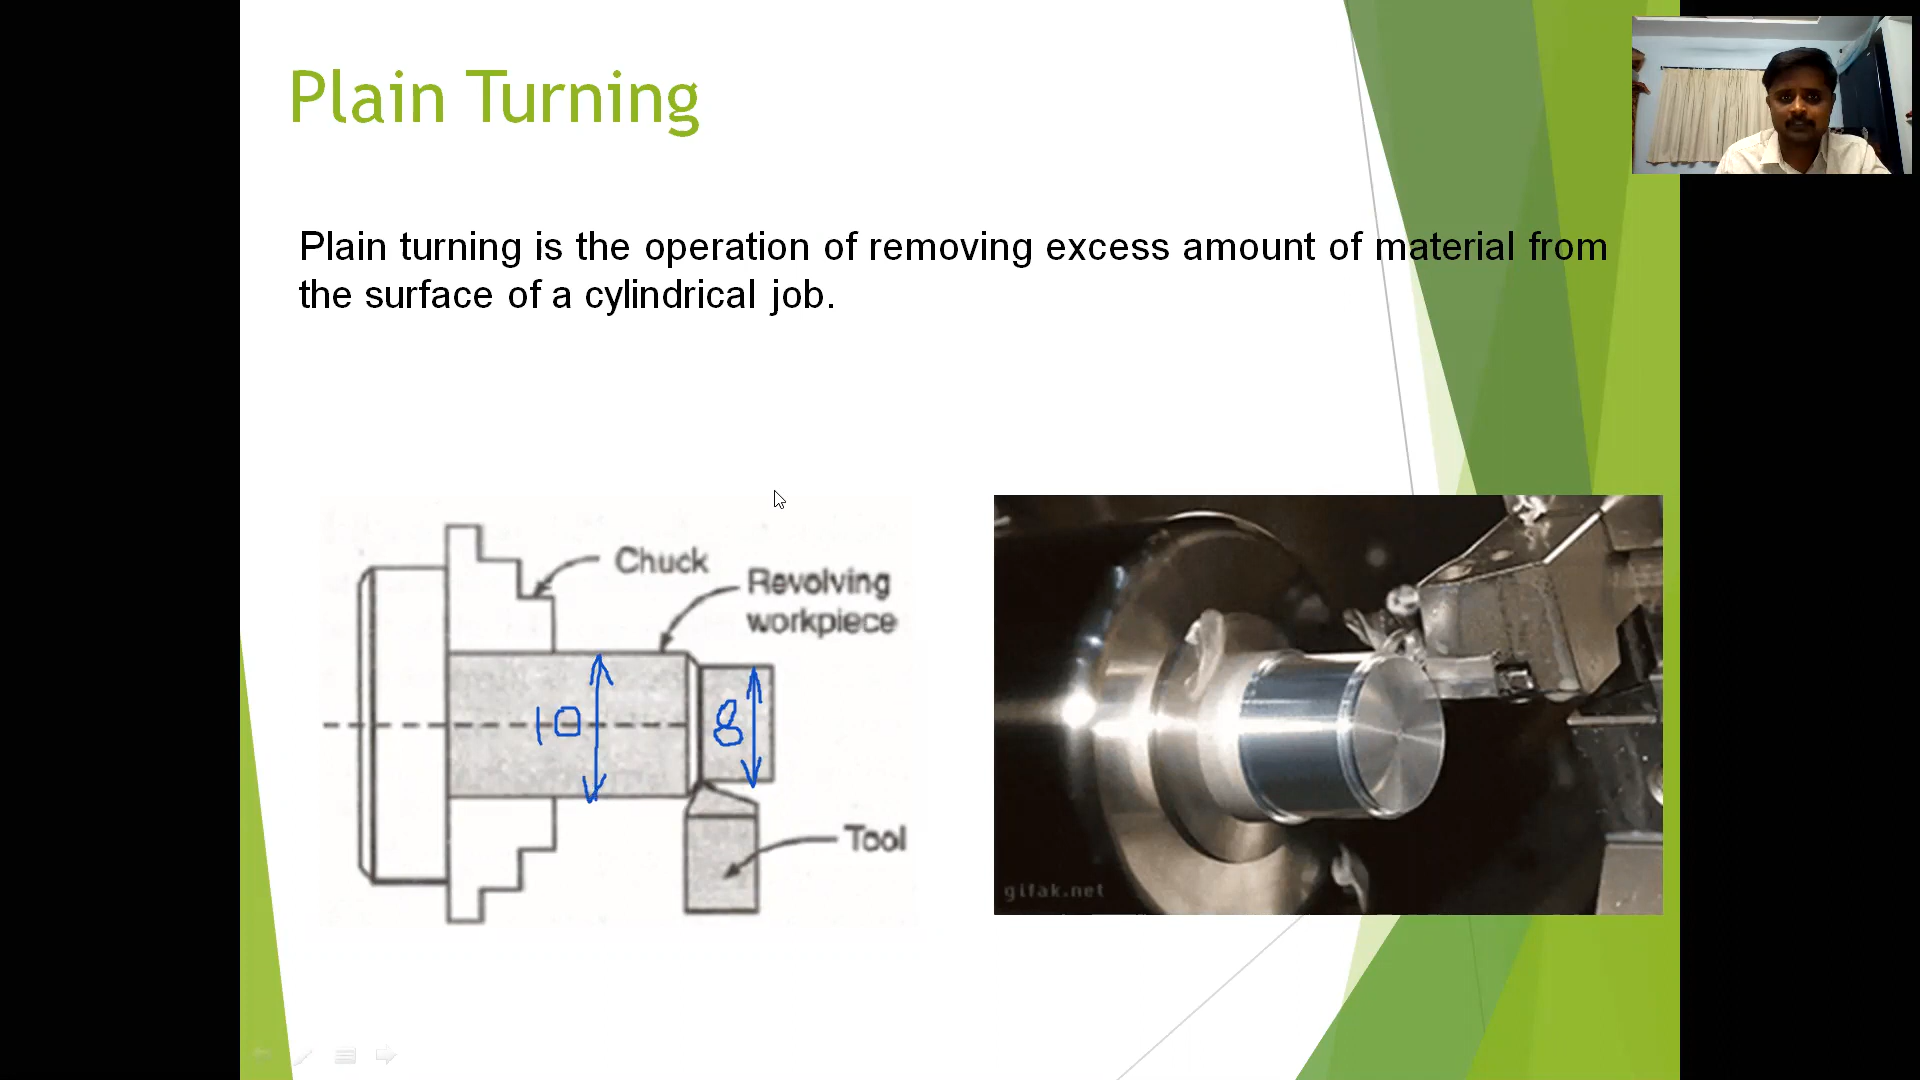 Plain Turning
Plain turning is the operation of removing excess amount of material from
the surface of a cylindrical job.
Chuck
Revolving
workpiece
10
8
Tool
gifak.net